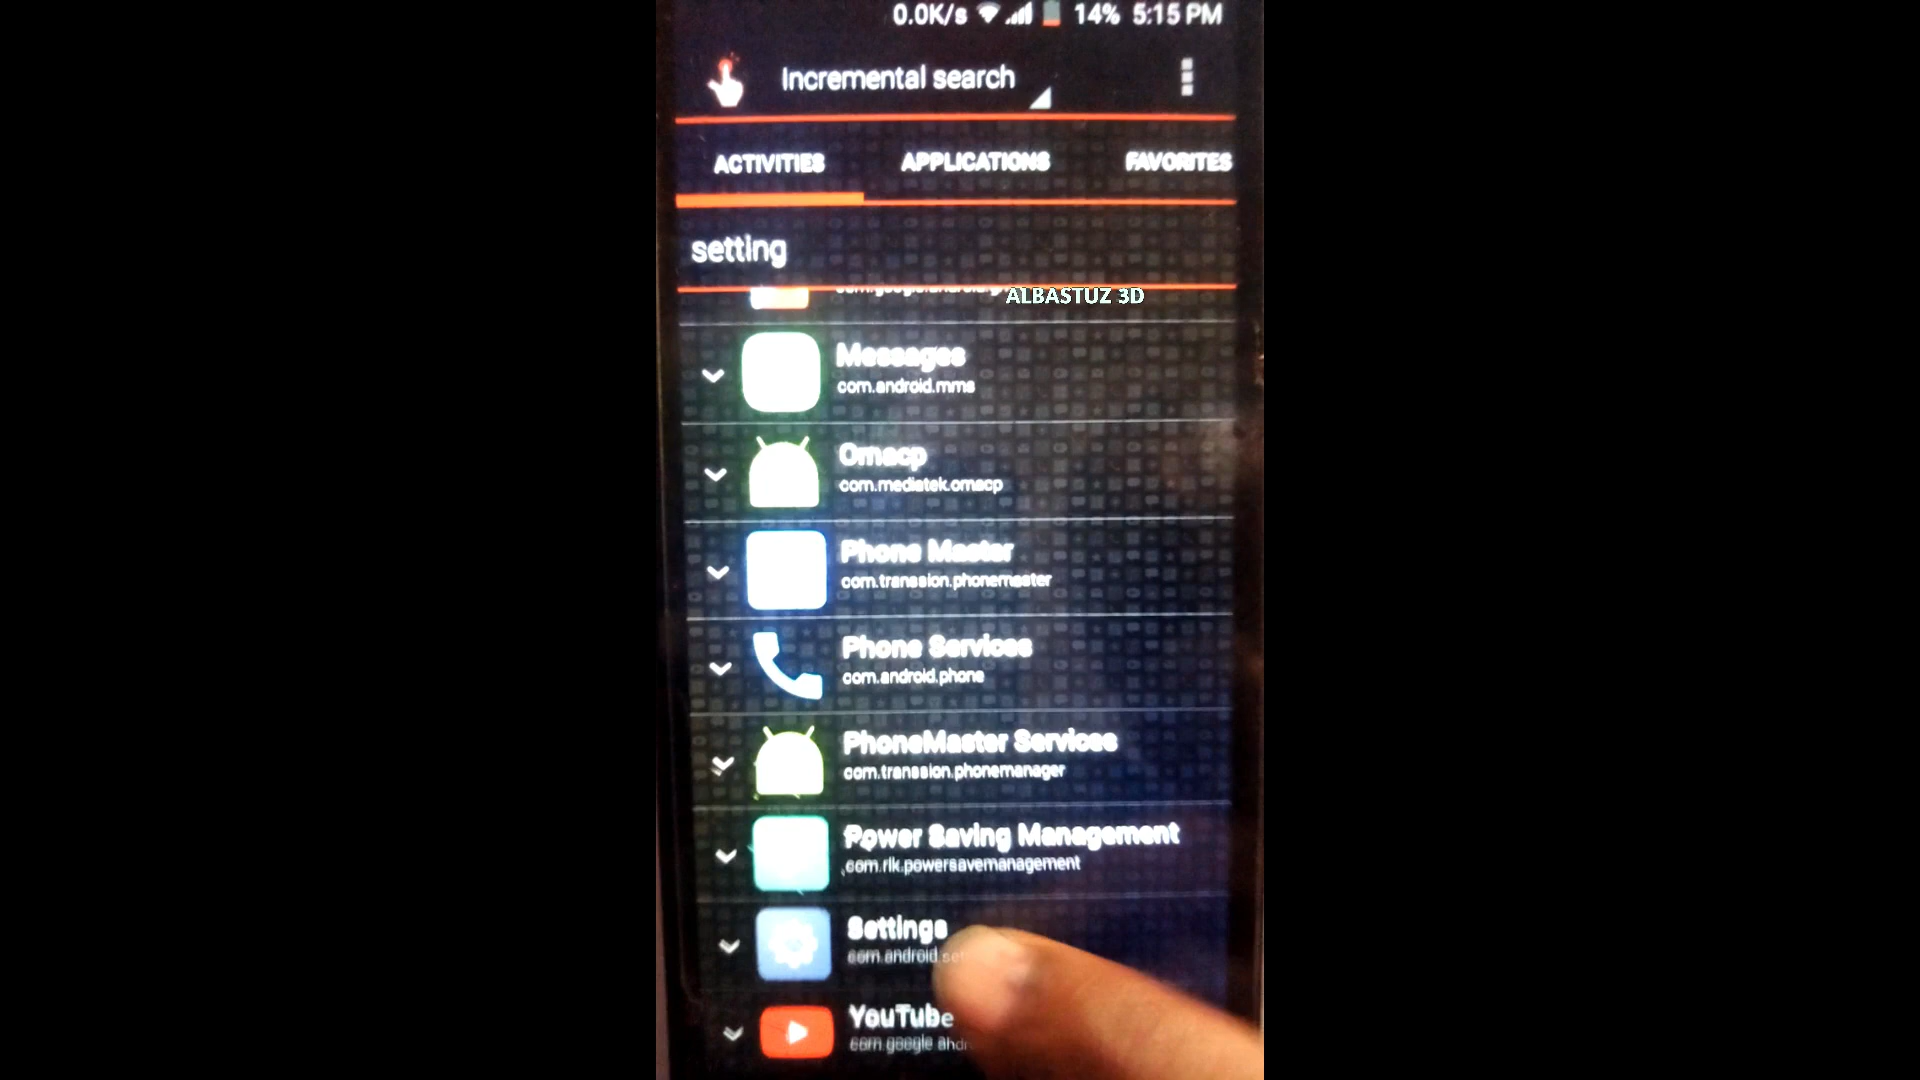 0.0K/s 14% 5:15 PM
Incremental search
ACTIVITIES APPLICATIONS FAVORITES
setting
ALBASTUZ 3D
Messages
com.android.mms
Omacp
com.mediatek.omacp
Phone Master
com.transsion.phonemaster
Phone Services
com.android.phone
PhoneMaster Services
com.transsion.phonemanager
Power Saving Management
com.rlk.powersavemanagement
Settings
com.android.set
YouTube
com.google.andr